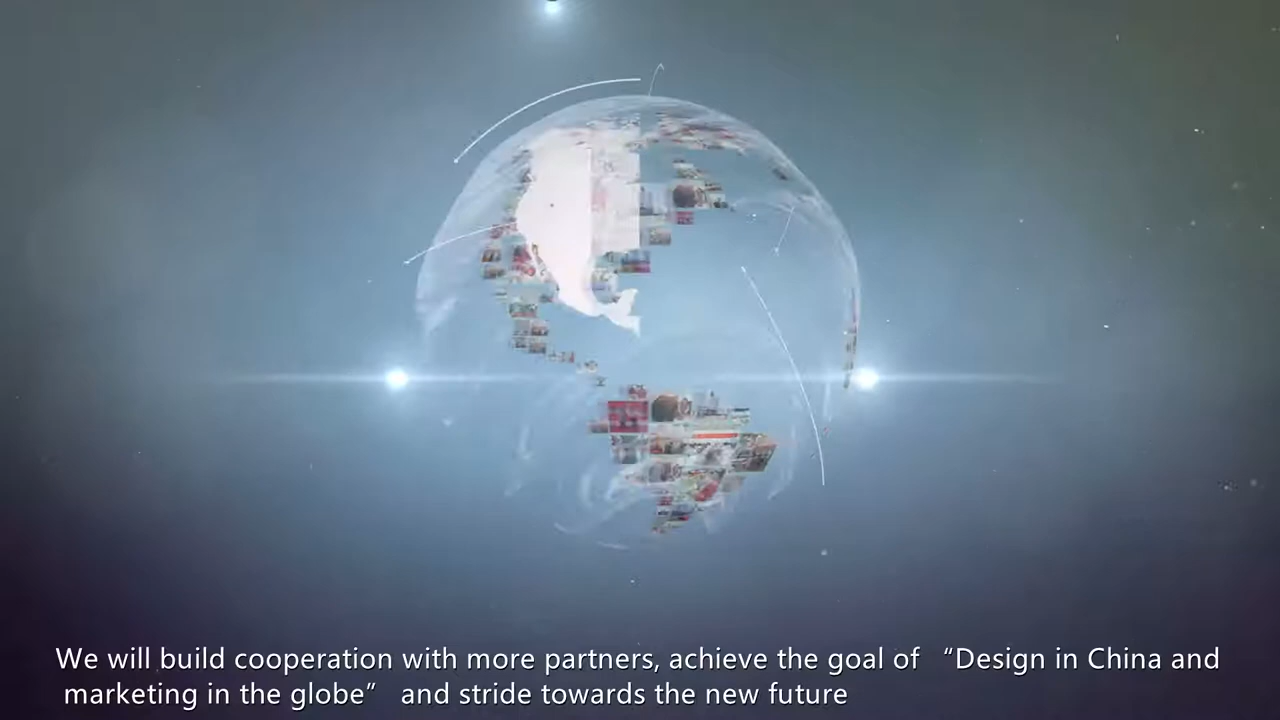 We will build cooperation with more partners, achieve the goal of “Design in China and
marketing in the globe” and stride towards the new future